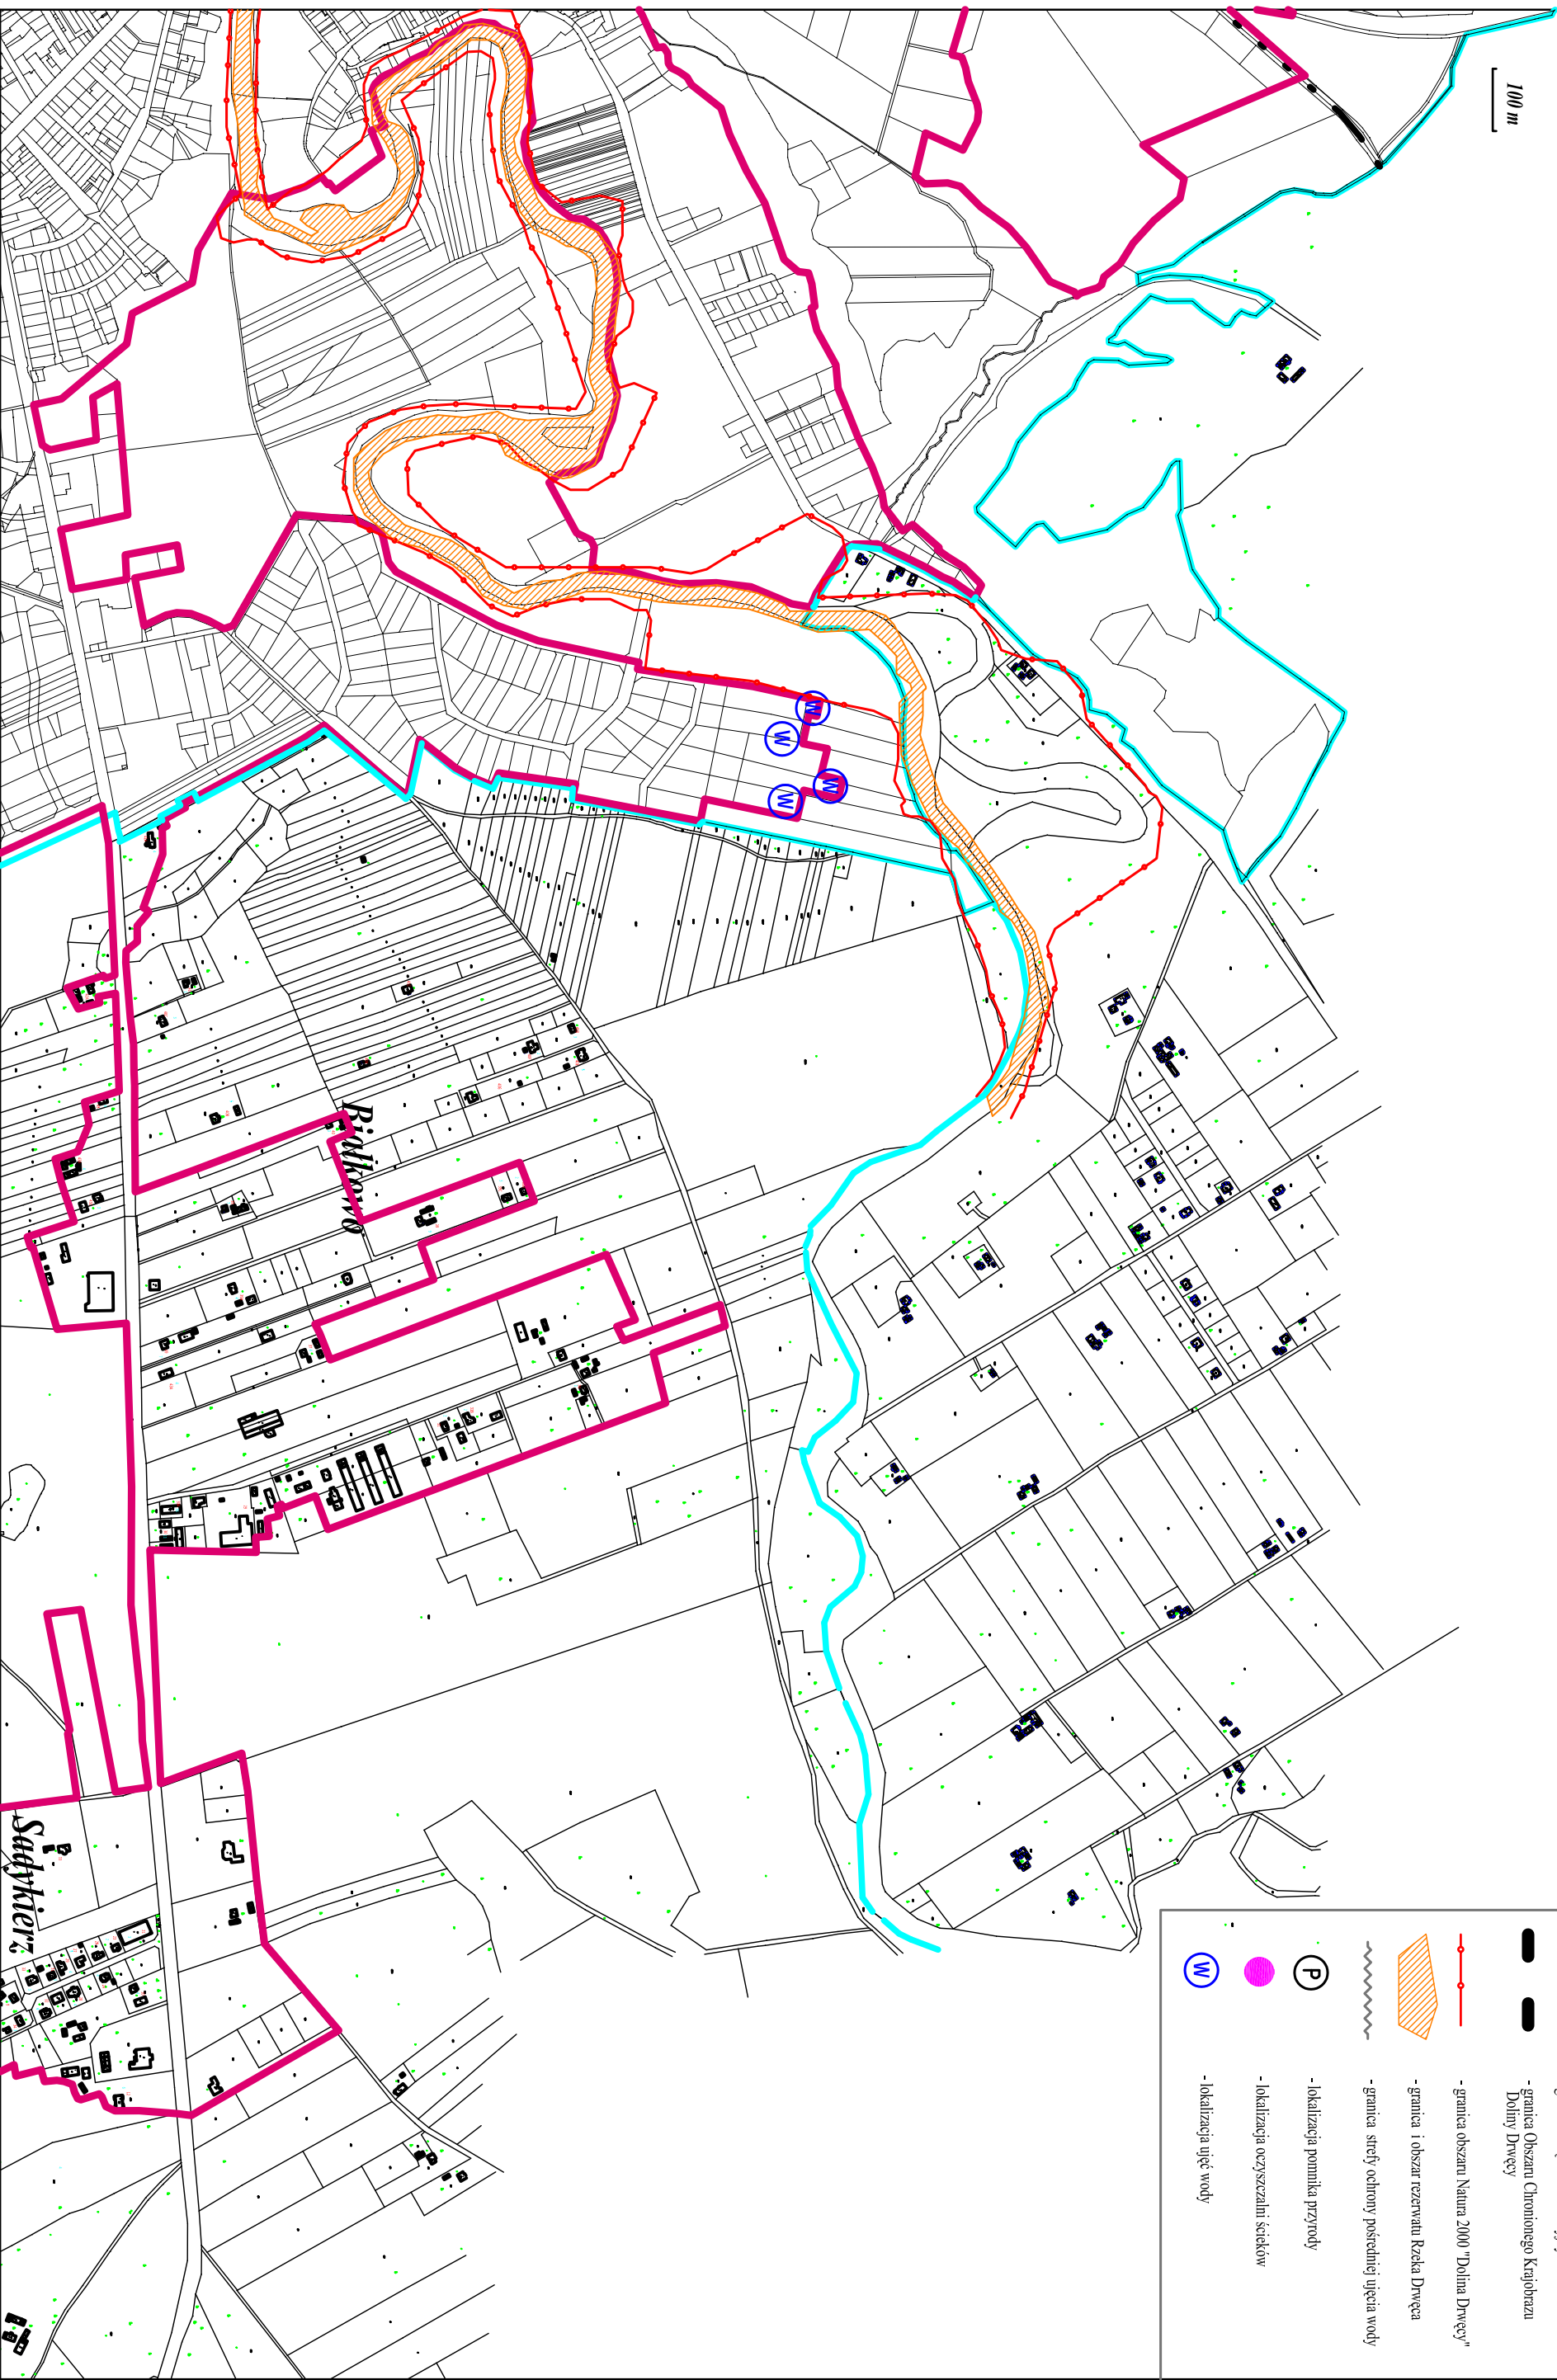 100 m
Białkowo
Sadykierz
W
W
W
W
- granica Obszaru Chronionego Krajobrazu
Doliny Drwęcy
- granica obszaru Natura 2000 "Dolina Drwęcy"
- granica i obszar rezerwatu Rzeka Drwęca
- granica strefy ochrony pośredniej ujęcia wody
P
- lokalizacja pomnika przyrody
- lokalizacja oczyszczalni ścieków
W
- lokalizacja ujęć wody